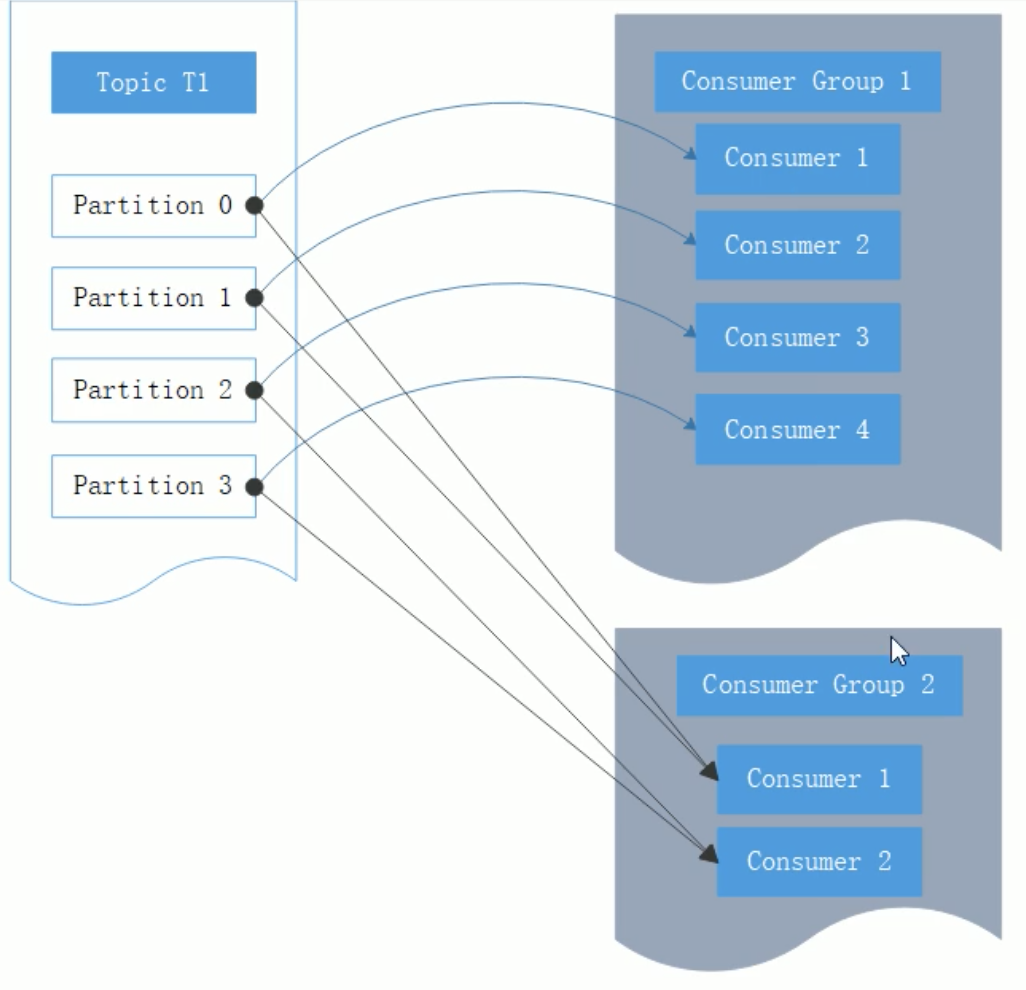 Topic T1
Partition 0
Partition 1
Partition 2
Partition 3
Consumer Group 1
Consumer 1
Consumer 2
Consumer 3
Consumer 4
Consumer Group 2
Consumer 1
Consumer 2